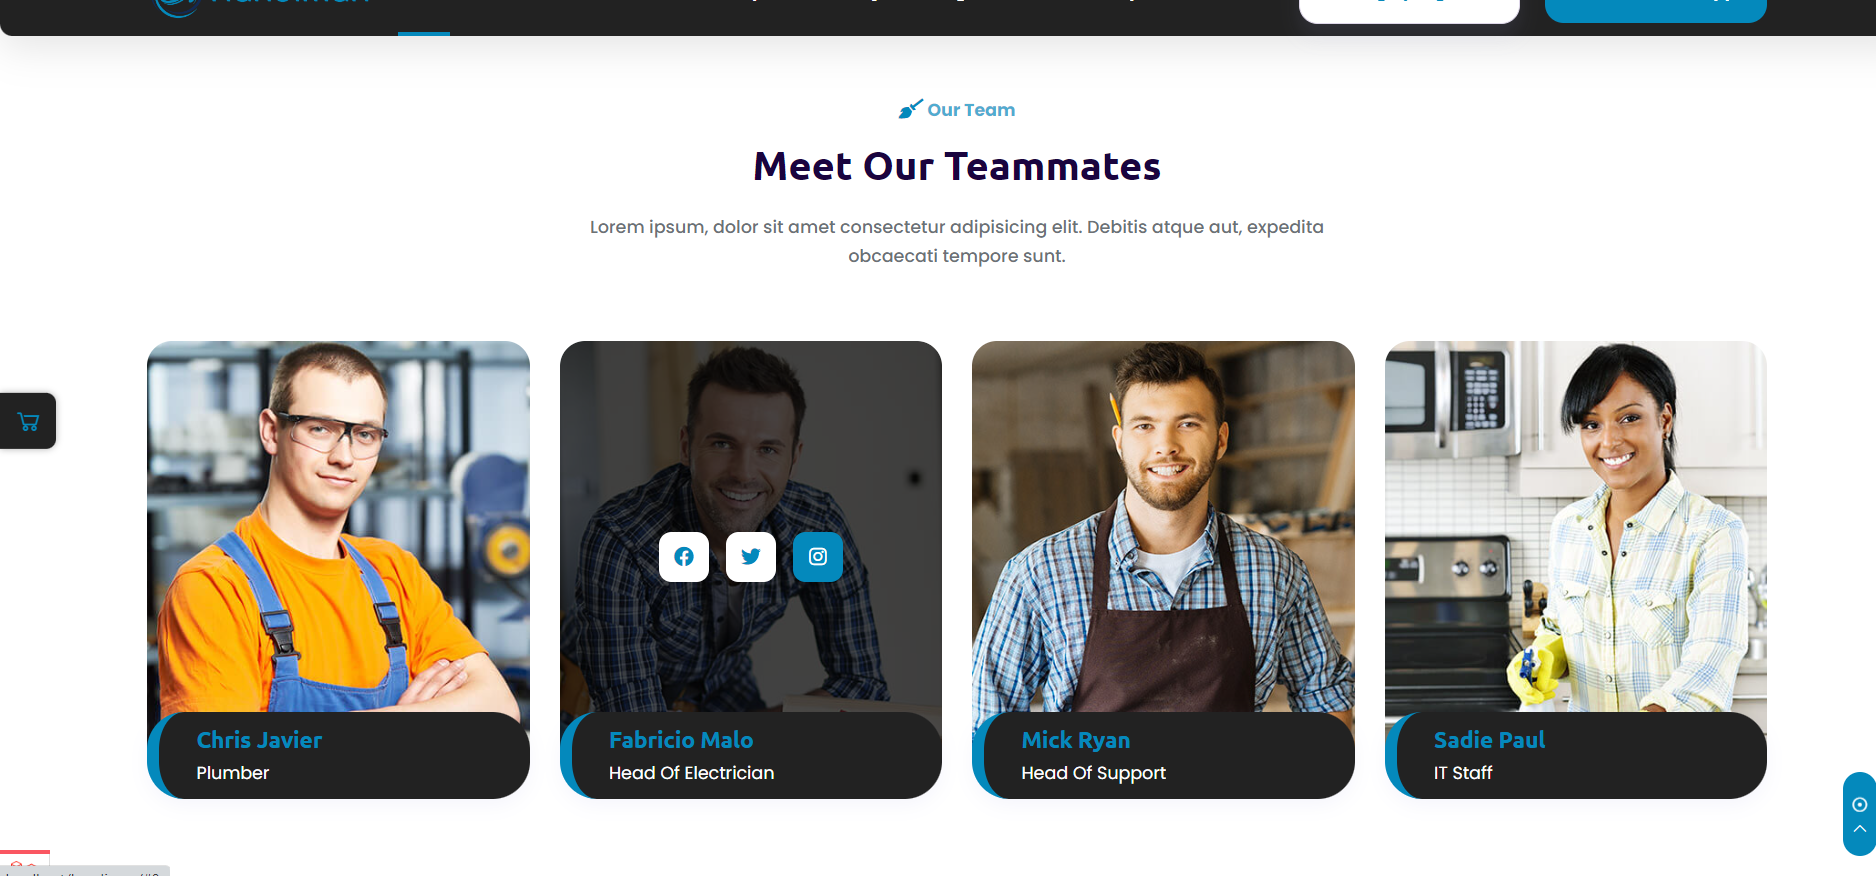 Our Team
Meet Our Teammates
Lorem ipsum, dolor sit amet consectetur adipisicing elit. Debitis atque aut, expedita
obcaecati tempore sunt.
Chris Javier
Plumber
Fabricio Malo
Head Of Electrician
Mick Ryan
Head Of Support
Sadie Paul
IT Staff